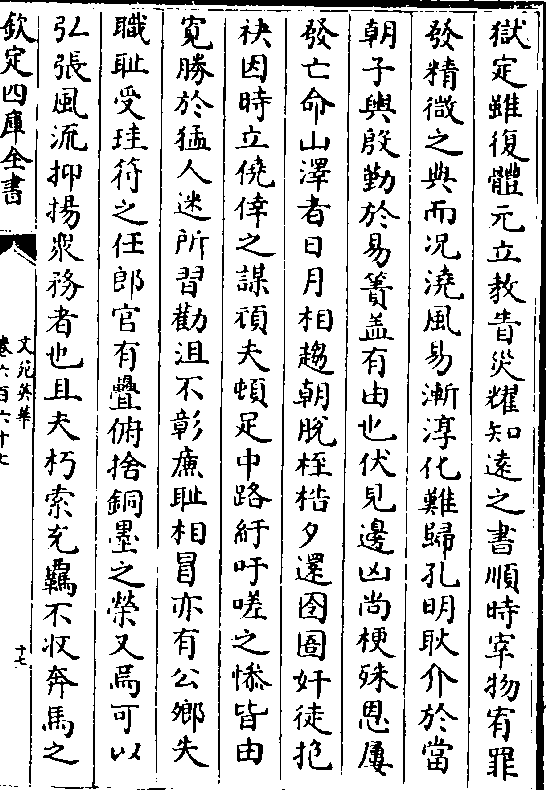 獄定雖復體元立教眚災耀知遠之書順時宰物宥罪
發精微之典而況澆風易漸淳化難歸孔明耿介於當
朝子輿殷勤於易簀盖有由也伏見邊凶尚梗殊恩屢
發亡命山澤者日月相趨朝脫桎梏夕還囹圄奸徒抱
袂因時立僥倖之謀頑夫頓足中路紆吁嗟之慘皆由
寛勝於猛人迷所習勸沮不彰廉耻相冒亦有公鄉失
職耻受珪符之任郎官有疊俯捨銅墨之榮又焉可以
弘張風流抑揚衆務者也且夫朽索充羈不收奔馬之
欽定四庫全書
文苑英華
卷六百六十七
十七